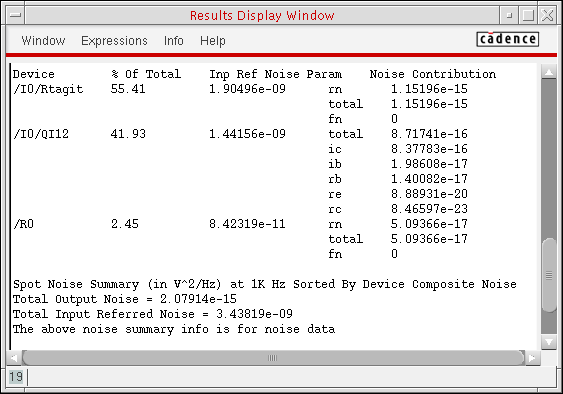 Results Display Window
Window Expressions Info Help
cādence
Device % Of Total Inp Ref Noise Param Noise Contribution
/I0/Rtagit 55.41 1.90496e-09 rn 1.15196e-15
total 1.15196e-15
fn 0
/I0/QI12 41.93 1.44156e-09 total 8.71741e-16
ic 8.37783e-16
ib 1.98608e-17
rb 1.40082e-17
re 8.88931e-20
rc 8.46597e-23
/R0 2.45 8.42319e-11 rn 5.09366e-17
total 5.09366e-17
fn 0
Spot Noise Summary (in V^2/Hz) at 1K Hz Sorted By Device Composite Noise
Total Output Noise = 2.07914e-15
Total Input Referred Noise = 3.43819e-09
The above noise summary info is for noise data
19